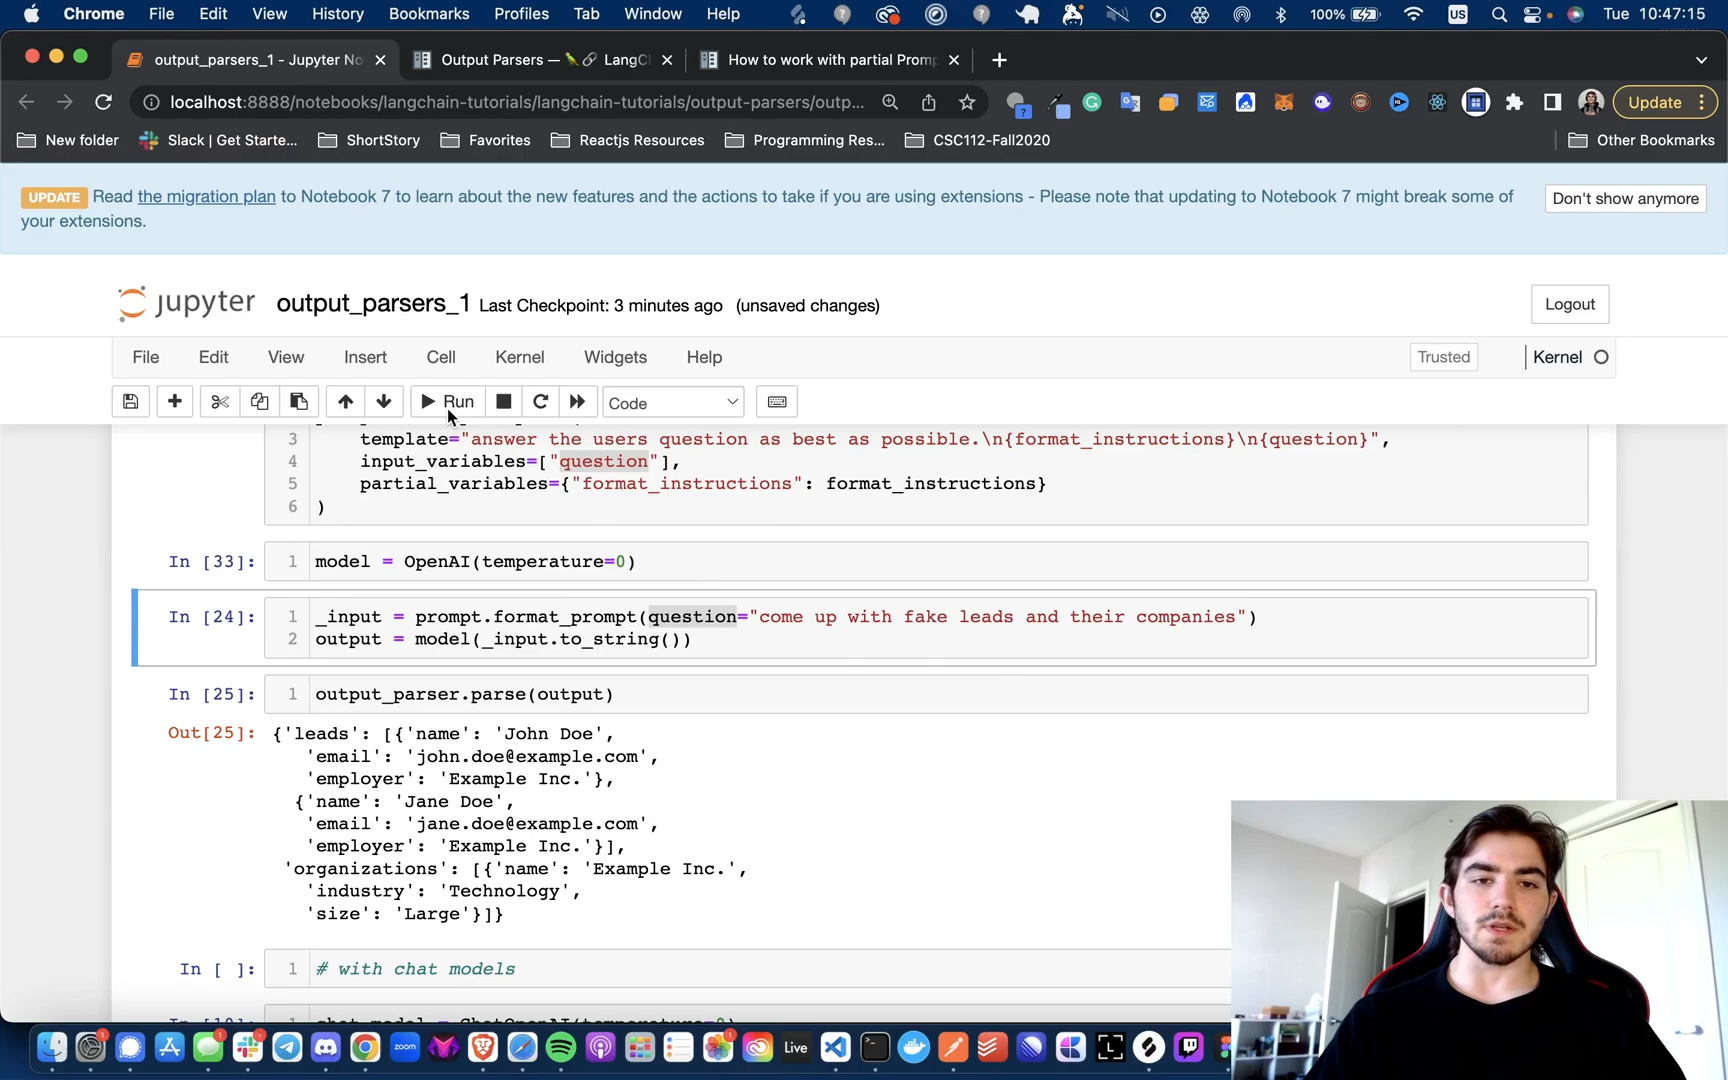 Chrome File Edit View History Bookmarks Profiles Tab Window Help 100% US Tue 10:47:15
output_parsers_1 - Jupyter No Output Parsers — LangC How to work with partial Prom
localhost:8888/notebooks/langchain-tutorials/langchain-tutorials/output-parsers/outp... Update
New folder Slack | Get Starte... ShortStory Favorites Reactjs Resources Programming Res... CSC112-Fall2020 Other Bookmarks
UPDATE Read the migration plan to Notebook 7 to learn about the new features and the actions to take if you are using extensions - Please note that updating to Notebook 7 might break some of
your extensions.
Don't show anymore
jupyter output_parsers_1 Last Checkpoint: 3 minutes ago (unsaved changes)
Logout
File Edit View Insert Cell Kernel Widgets Help Trusted Kernel
Run Code
3 template="answer the users question as best as possible.\n{format_instructions}\n{question}",
4 input_variables=["question"],
5 partial_variables={"format_instructions": format_instructions}
6 )
In [33]: 1 model = OpenAI(temperature=0)
In [24]: 1 _input = prompt.format_prompt(question="come up with fake leads and their companies")
2 output = model(_input.to_string())
In [25]: 1 output_parser.parse(output)
Out[25]: {'leads': [{'name': 'John Doe',
'email': 'john.doe@example.com',
'employer': 'Example Inc.'},
{'name': 'Jane Doe',
'email': 'jane.doe@example.com',
'employer': 'Example Inc.'}],
'organizations': [{'name': 'Example Inc.',
'industry': 'Technology',
'size': 'Large'}]}
In [ ]: 1 # with chat models
zoom Live